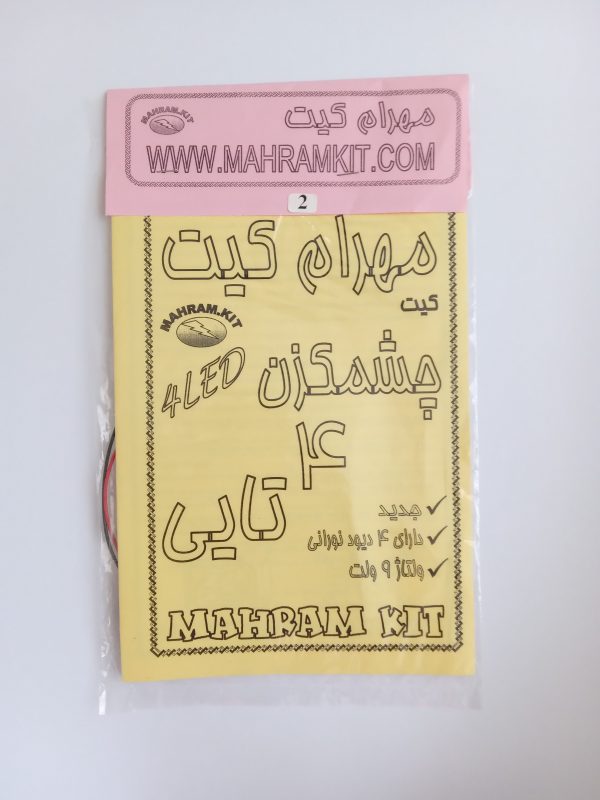 MAHRAM.KIT
مهرام کیت
WWW.MAHRAMKIT.COM
2
مهرام کیت
کیت
MAHRAM.KIT
چشمکزن
4LED
۴
تایی
جدید
دارای ۴ دیود نورانی
ولتاژ ۹ ولت
MAHRAM KIT